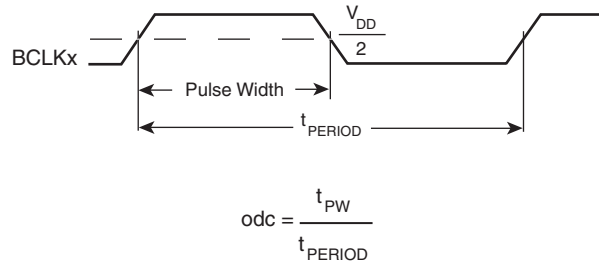 V_DD
2
BCLKx
Pulse Width
t_PERIOD
odc = t_PW
t_PERIOD